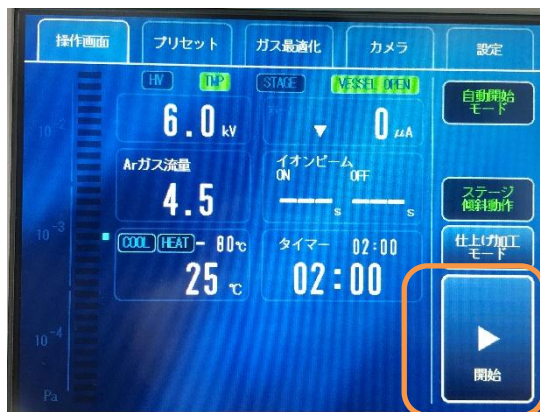 操作画面 プリセット ガス最適化 カメラ 設定
HV TMP STAGE VESSEL OPEN
自動開始
モード
6.0 kV
▼ 0 μA
10⁻²
Arガス流量
4.5
イオンビーム
ON OFF
---s ---s
ステージ
傾斜動作
10⁻³
COOL HEAT - 80℃
25 ℃
タイマー 02:00
02:00
仕上げ加工
モード
開始
10⁻⁴
Pa